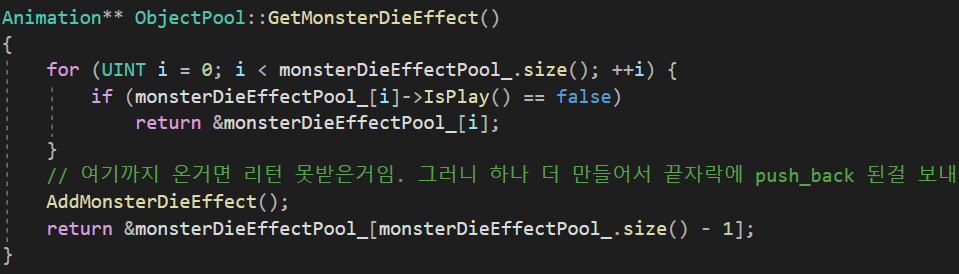 Animation** ObjectPool::GetMonsterDieEffect()
{
    for (UINT i = 0; i < monsterDieEffectPool_.size(); ++i) {
        if (monsterDieEffectPool_[i]->IsPlay() == false)
            return &monsterDieEffectPool_[i];
    }
    // 여기까지 온거면 리턴 못받은거임. 그러니 하나 더 만들어서 끝자락에 push_back 된걸 보내
    AddMonsterDieEffect();
    return &monsterDieEffectPool_[monsterDieEffectPool_.size() - 1];
}